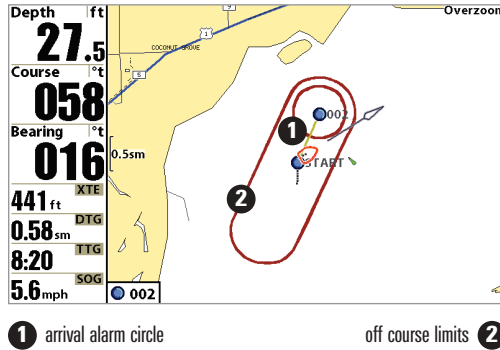 Depth ft
27.5
Course °t
058
Bearing °t
016
XTE
441 ft
DTG
0.58 sm
TTG
8:20
SOG
5.6 mph
Overzoom
9
1
COCONUT GROVE
5
0.5sm
002
1
START
2
002
1 arrival alarm circle
off course limits 2